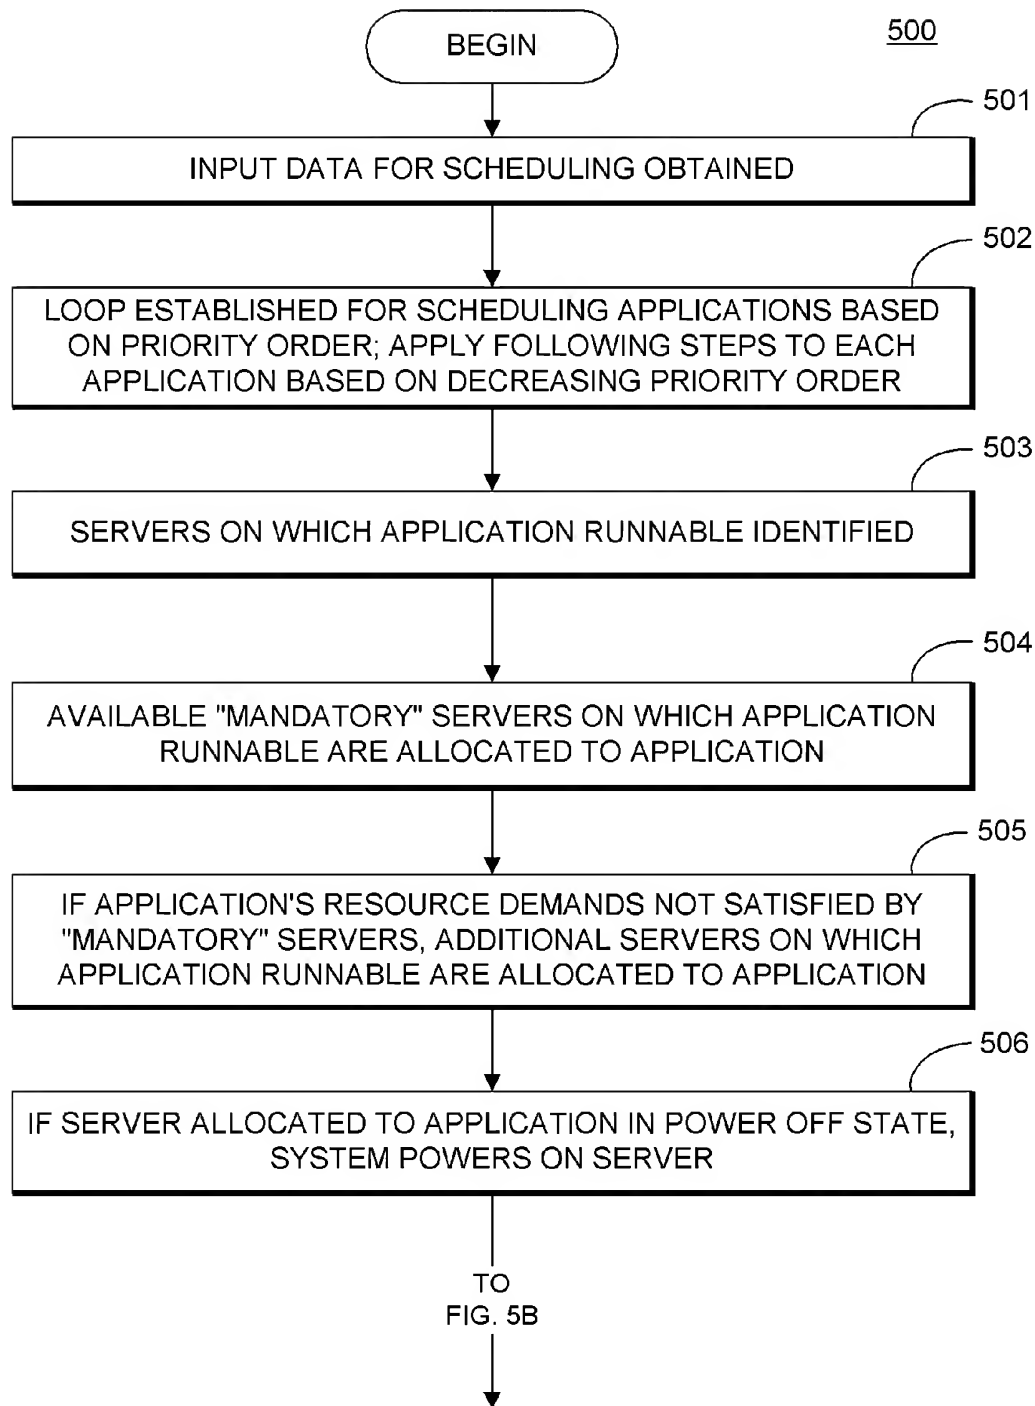 BEGIN
500
501
INPUT DATA FOR SCHEDULING OBTAINED
502
LOOP ESTABLISHED FOR SCHEDULING APPLICATIONS BASED
ON PRIORITY ORDER; APPLY FOLLOWING STEPS TO EACH
APPLICATION BASED ON DECREASING PRIORITY ORDER
503
SERVERS ON WHICH APPLICATION RUNNABLE IDENTIFIED
504
AVAILABLE "MANDATORY" SERVERS ON WHICH APPLICATION
RUNNABLE ARE ALLOCATED TO APPLICATION
505
IF APPLICATION'S RESOURCE DEMANDS NOT SATISFIED BY
"MANDATORY" SERVERS, ADDITIONAL SERVERS ON WHICH
APPLICATION RUNNABLE ARE ALLOCATED TO APPLICATION
506
IF SERVER ALLOCATED TO APPLICATION IN POWER OFF STATE,
SYSTEM POWERS ON SERVER
TO
FIG. 5B